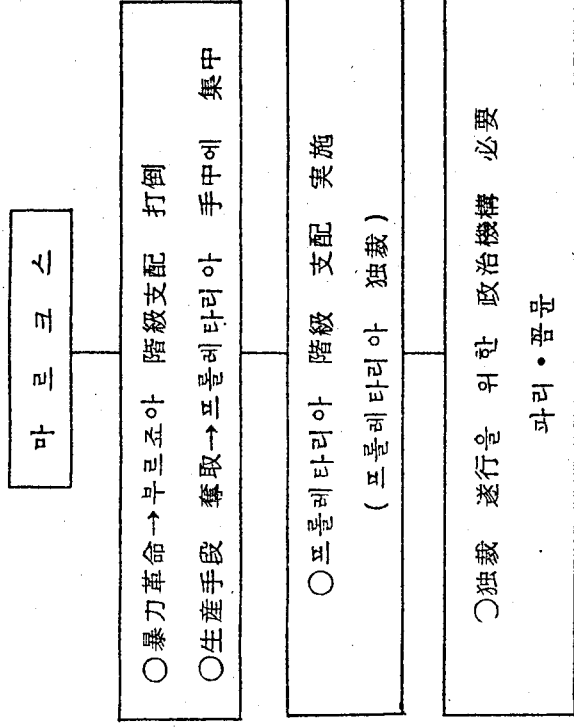 마르크스
○暴力革命→부르죠아 階級支配 打倒
○生産手段 奪取→프롤레타리아 手中에 集中
○프롤레타리아 階級 支配 実施
(프롤레타리아 独裁)
○独裁 遂行을 위한 政治機構 必要
파리•꼼뮨